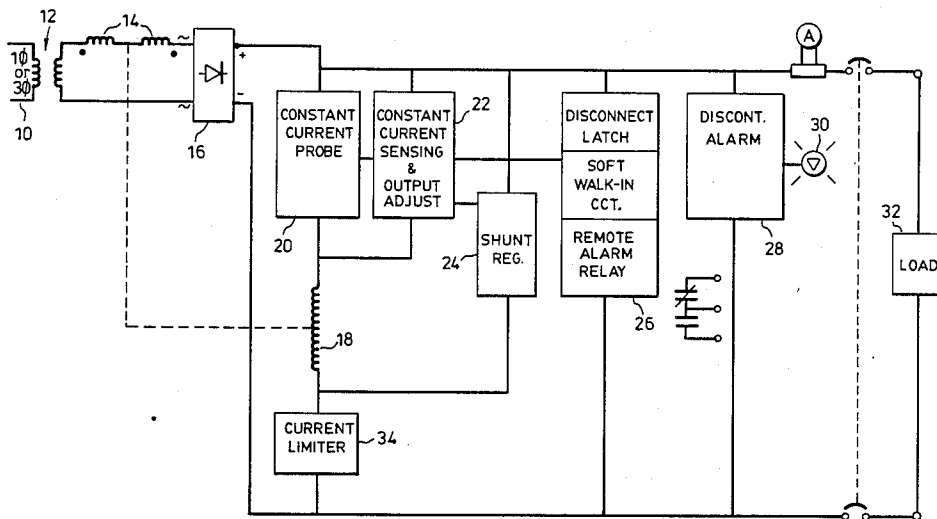 12
14
A
1Ø
or
3Ø
~
+
-
~
10
16
CONSTANT
CURRENT
PROBE
20
CONSTANT
CURRENT
SENSING
&
OUTPUT
ADJUST
22
SHUNT
REG.
24
DISCONNECT
LATCH
SOFT
WALK-IN
CCT.
REMOTE
ALARM
RELAY
26
DISCONT.
ALARM
28
30
32
LOAD
18
CURRENT
LIMITER
34